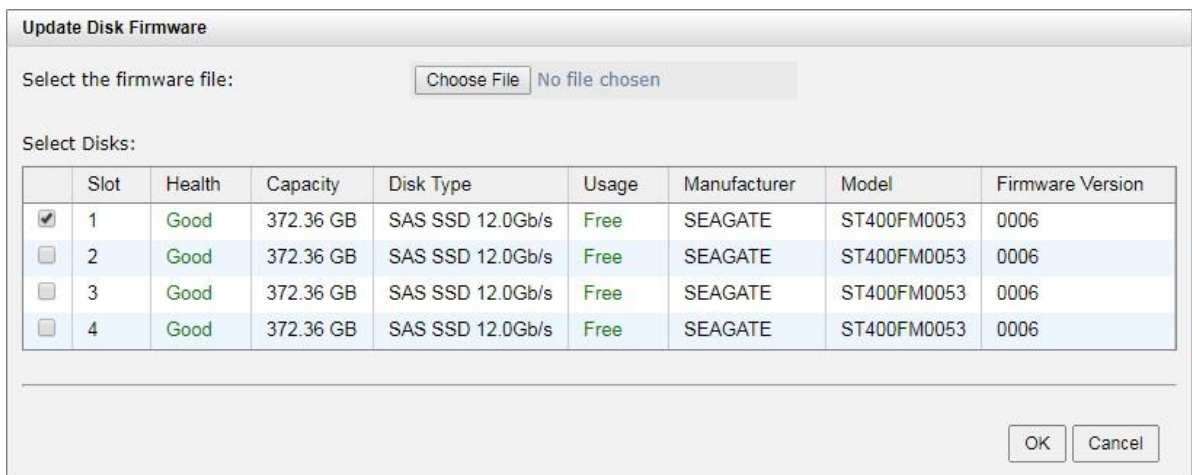 Update Disk Firmware
Select the firmware file: Choose File No file chosen
Select Disks:
Slot Health Capacity Disk Type Usage Manufacturer Model Firmware Version
1 Good 372.36 GB SAS SSD 12.0Gb/s Free SEAGATE ST400FM0053 0006
2 Good 372.36 GB SAS SSD 12.0Gb/s Free SEAGATE ST400FM0053 0006
3 Good 372.36 GB SAS SSD 12.0Gb/s Free SEAGATE ST400FM0053 0006
4 Good 372.36 GB SAS SSD 12.0Gb/s Free SEAGATE ST400FM0053 0006
OK Cancel